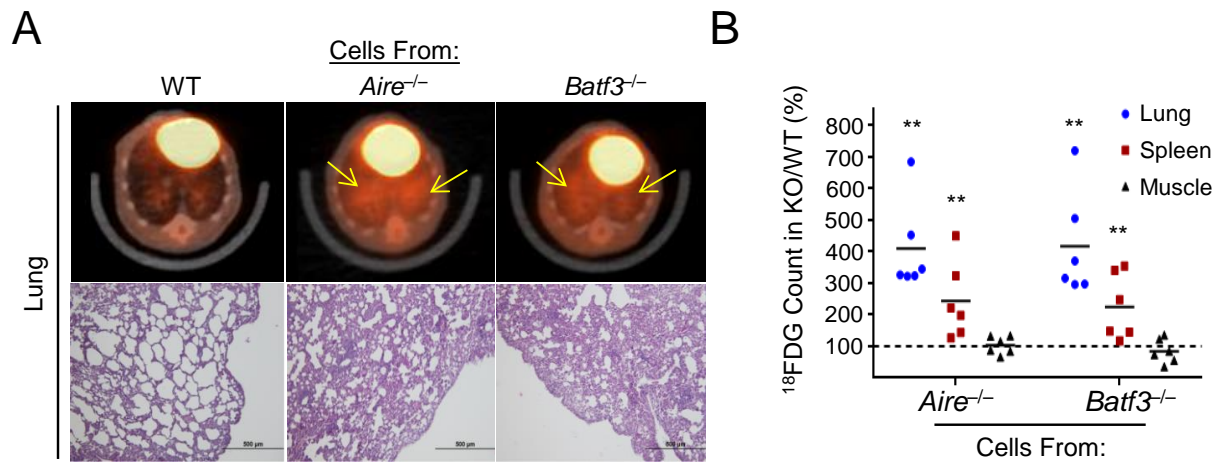 A
Cells From:
WT
Aire–/–
Batf3–/–
Lung
500 µm
500 µm
500 µm
B
18FDG Count in KO/WT (%)
800
700
600
500
400
300
200
100
**
**
**
**
Lung
Spleen
Muscle
Aire–/–
Batf3–/–
Cells From: